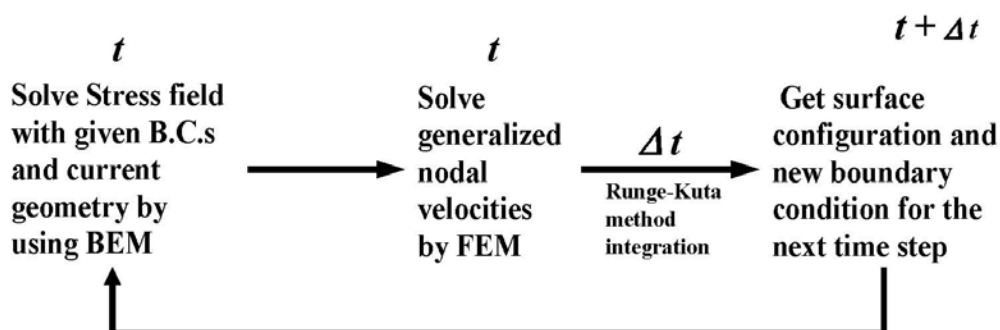 t
Solve Stress field
with given B.C.s
and current
geometry by
using BEM
t
Solve
generalized
nodal
velocities
by FEM
Δt
Runge-Kuta
method
integration
t + Δt
Get surface
configuration and
new boundary
condition for the
next time step